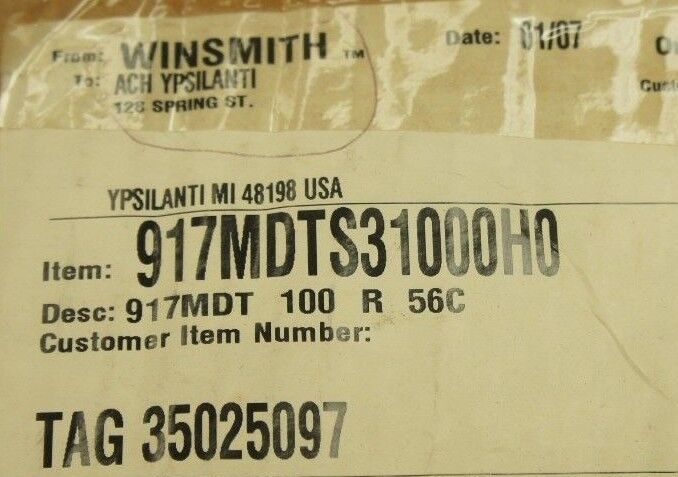 From: WINSMITH ™ Date: 01/07
To: ACH YPSILANTI
126 SPRING ST.
YPSILANTI MI 48198 USA
Item: 917MDTS31000H0
Desc: 917MDT 100 R 56C
Customer Item Number:
TAG 35025097